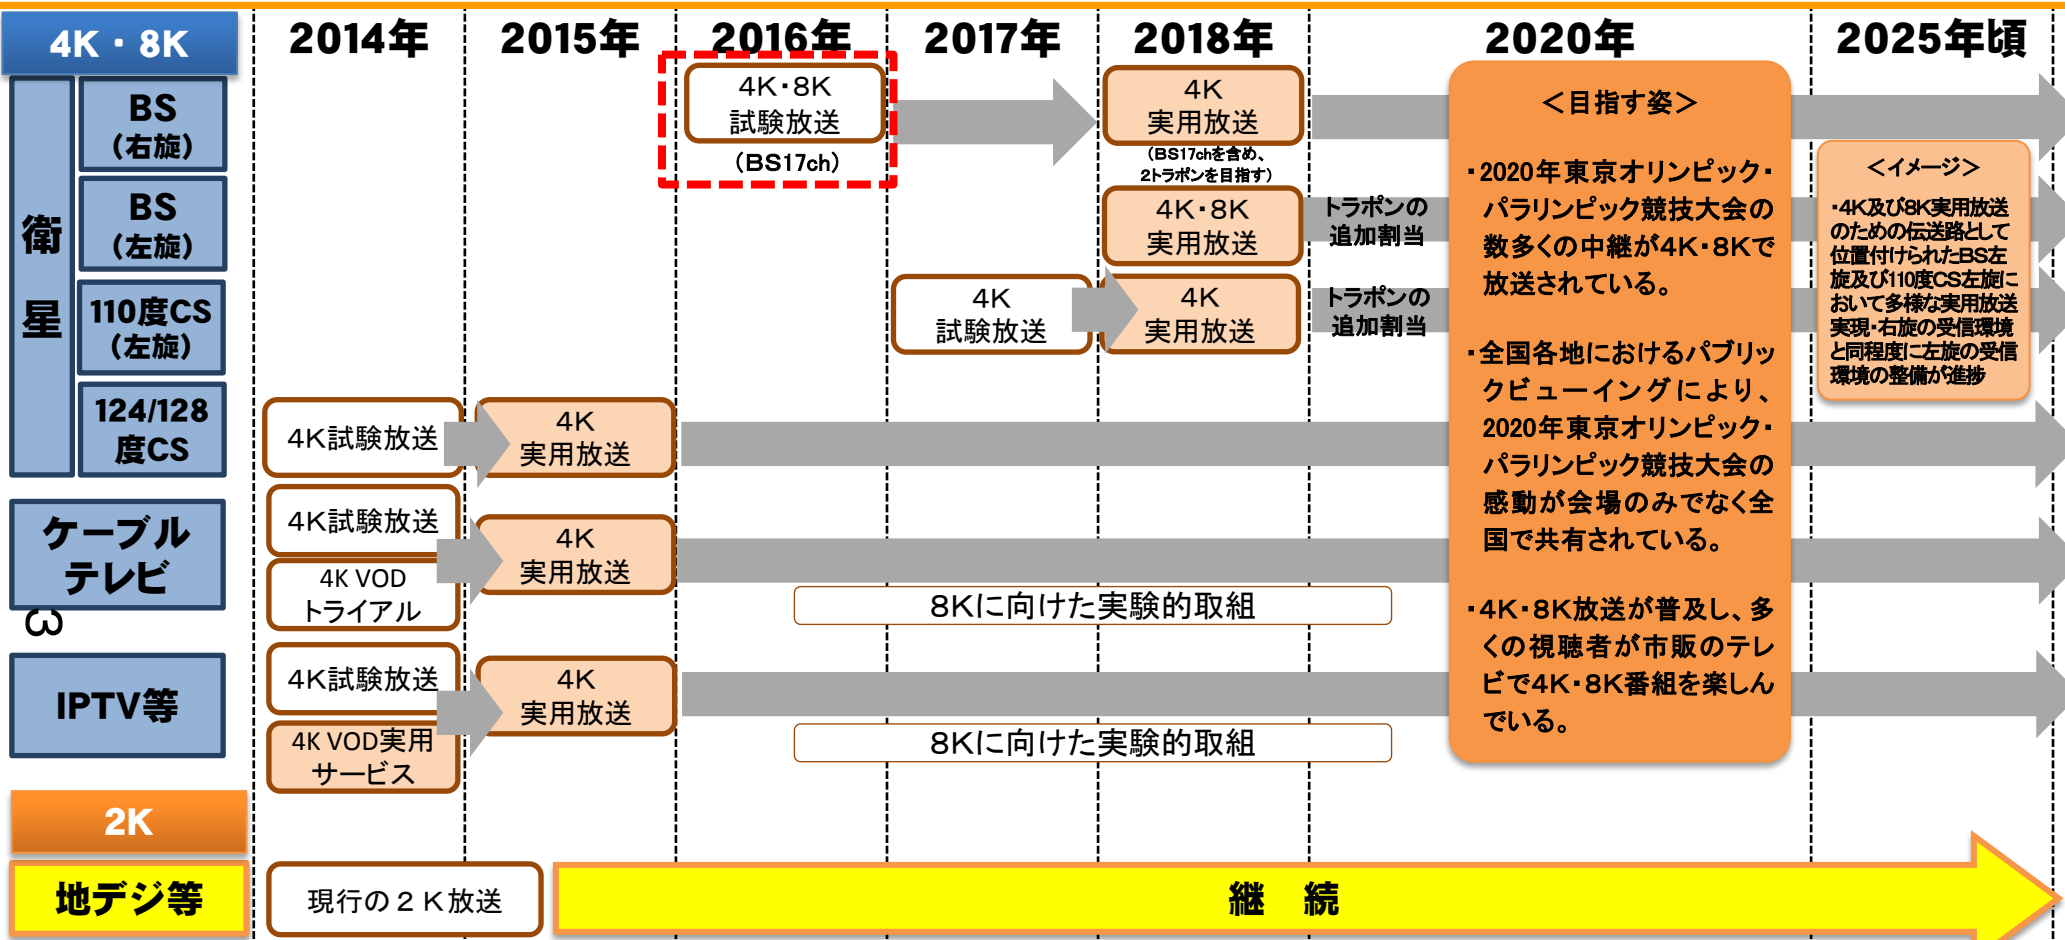 4K・8K
2014年
2015年
2016年
2017年
2018年
2020年
2025年頃
衛
星
BS
（右旋）
4K・8K
試験放送
（BS17ch）
4K
実用放送
（BS17chを含め、
2トラポンを目指す）
BS
（左旋）
4K・8K
実用放送
トラポンの
追加割当
110度CS
（左旋）
4K
試験放送
4K
実用放送
トラポンの
追加割当
124/128
度CS
4K試験放送
4K
実用放送
ケーブル
テレビ
4K試験放送
4K VOD
トライアル
4K
実用放送
8Kに向けた実験的取組
3
IPTV等
4K試験放送
4K VOD実用
サービス
4K
実用放送
8Kに向けた実験的取組
＜目指す姿＞
・2020年東京オリンピック・
パラリンピック競技大会の
数多くの中継が4K・8Kで
放送されている。
・全国各地におけるパブリッ
クビューイングにより、
2020年東京オリンピック・
パラリンピック競技大会の
感動が会場のみでなく全
国で共有されている。
・4K・8K放送が普及し、多
くの視聴者が市販のテレ
ビで4K・8K番組を楽しん
でいる。
＜イメージ＞
・4K及び8K実用放送
のための伝送路として
位置付けられたBS左
旋及び110度CS左旋に
おいて多様な実用放送
実現・右旋の受信環境
と同程度に左旋の受信
環境の整備が進捗
2K
地デジ等
現行の２Ｋ放送
継　続